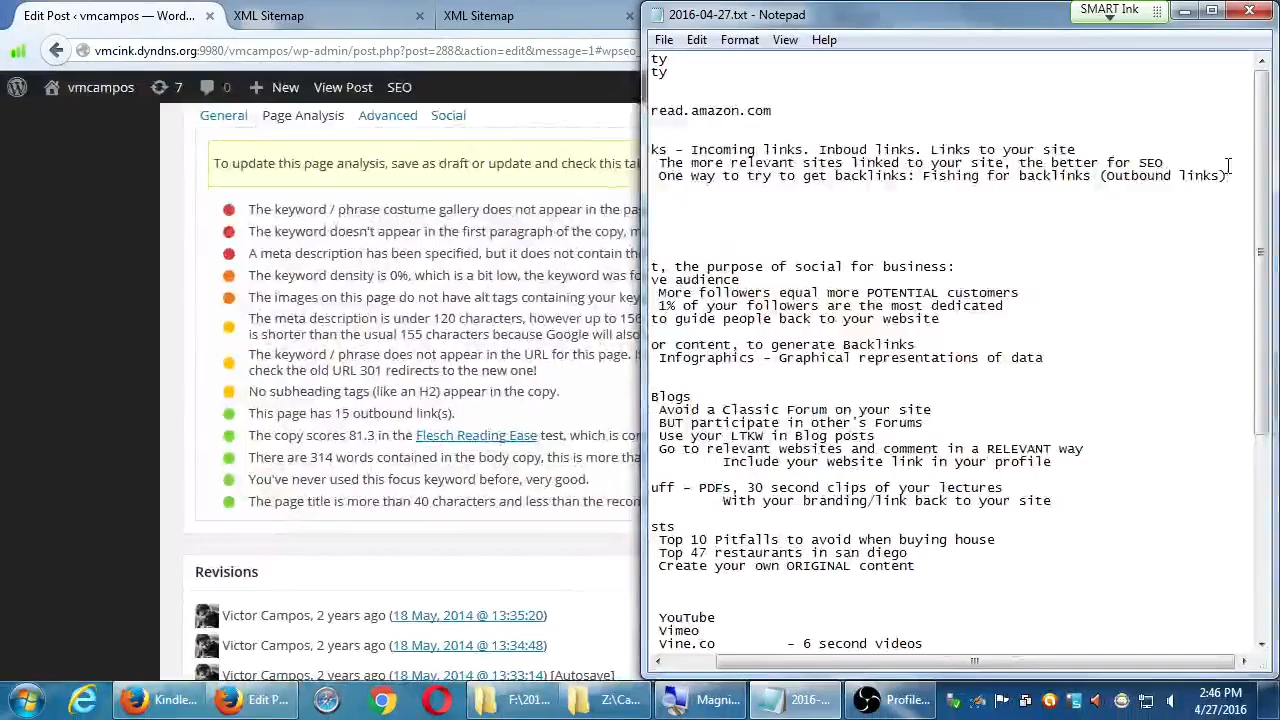 Edit Post ‹ vmcampos — Wor...
XML Sitemap
XML Sitemap
2016-04-27.txt - Notepad
SMART Ink
vmcink.dyndns.org:9980/vmcampos/wp-admin/post.php?post=288&action=edit&message=1#wpseo_
File Edit Format View Help
vmcampos 7 0 New View Post SEO
General Page Analysis Advanced Social
To update this page analysis, save as draft or update and check this tal
The keyword / phrase costume gallery does not appear in the pa
The keyword doesn't appear in the first paragraph of the copy, m
A meta description has been specified, but it does not contain th
The keyword density is 0%, which is a bit low, the keyword was fo
The images on this page do not have alt tags containing your key
The meta description is under 120 characters, however up to 156
is shorter than the usual 155 characters because Google will also
The keyword / phrase does not appear in the URL for this page. I
check the old URL 301 redirects to the new one!
No subheading tags (like an H2) appear in the copy.
This page has 15 outbound link(s).
The copy scores 81.3 in the Flesch Reading Ease test, which is co
There are 314 words contained in the body copy, this is more tha
You've never used this focus keyword before, very good.
The page title is more than 40 characters and less than the recom
Revisions
Victor Campos, 2 years ago (18 May, 2014 @ 13:35:20)
Victor Campos, 2 years ago (18 May, 2014 @ 13:34:48)
Victor Campos, 2 years ago (18 May, 2014 @ 13:33:14) [Autosave]
ty
ty
read.amazon.com
ks - Incoming links. Inboud links. Links to your site
The more relevant sites linked to your site, the better for SEO
One way to try to get backlinks: Fishing for backlinks (Outbound links)
t, the purpose of social for business:
ve audience
More followers equal more POTENTIAL customers
1% of your followers are the most dedicated
to guide people back to your website
or content, to generate Backlinks
Infographics - Graphical representations of data
Blogs
Avoid a Classic Forum on your site
BUT participate in other's Forums
Use your LTKW in Blog posts
Go to relevant websites and comment in a RELEVANT way
Include your website link in your profile
uff - PDFs, 30 second clips of your lectures
With your branding/link back to your site
sts
Top 10 Pitfalls to avoid when buying house
Top 47 restaurants in san diego
Create your own ORIGINAL content
YouTube
Vimeo
Vine.co - 6 second videos
Kindle... Edit P... F:\201... Z:\Ca... Magni... 2016-... Profile...
2:46 PM
4/27/2016